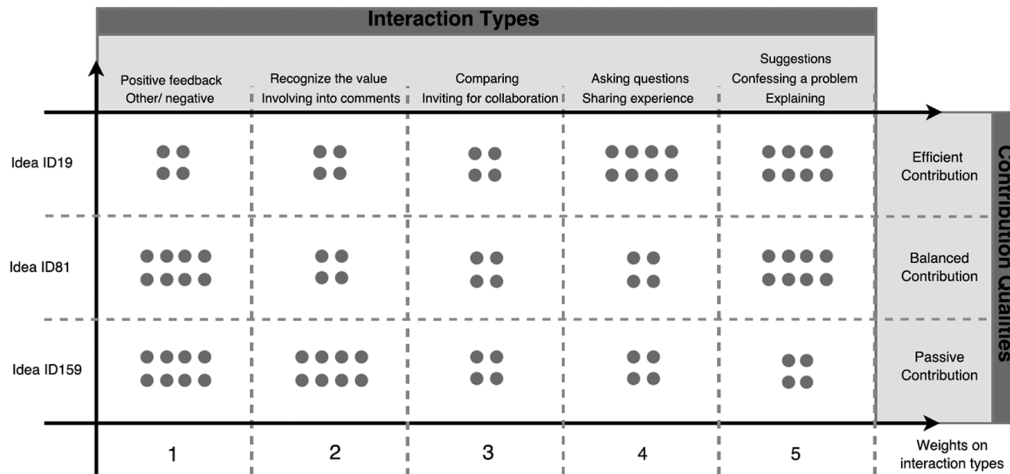 Interaction Types
Positive feedback
Other/ negative
Recognize the value
Involving into comments
Comparing
Inviting for collaboration
Asking questions
Sharing experience
Suggestions
Confessing a problem
Explaining
Idea ID19
Efficient
Contribution
Idea ID81
Balanced
Contribution
Idea ID159
Passive
Contribution
Contribution Qualities
1
2
3
4
5
Weights on
interaction types